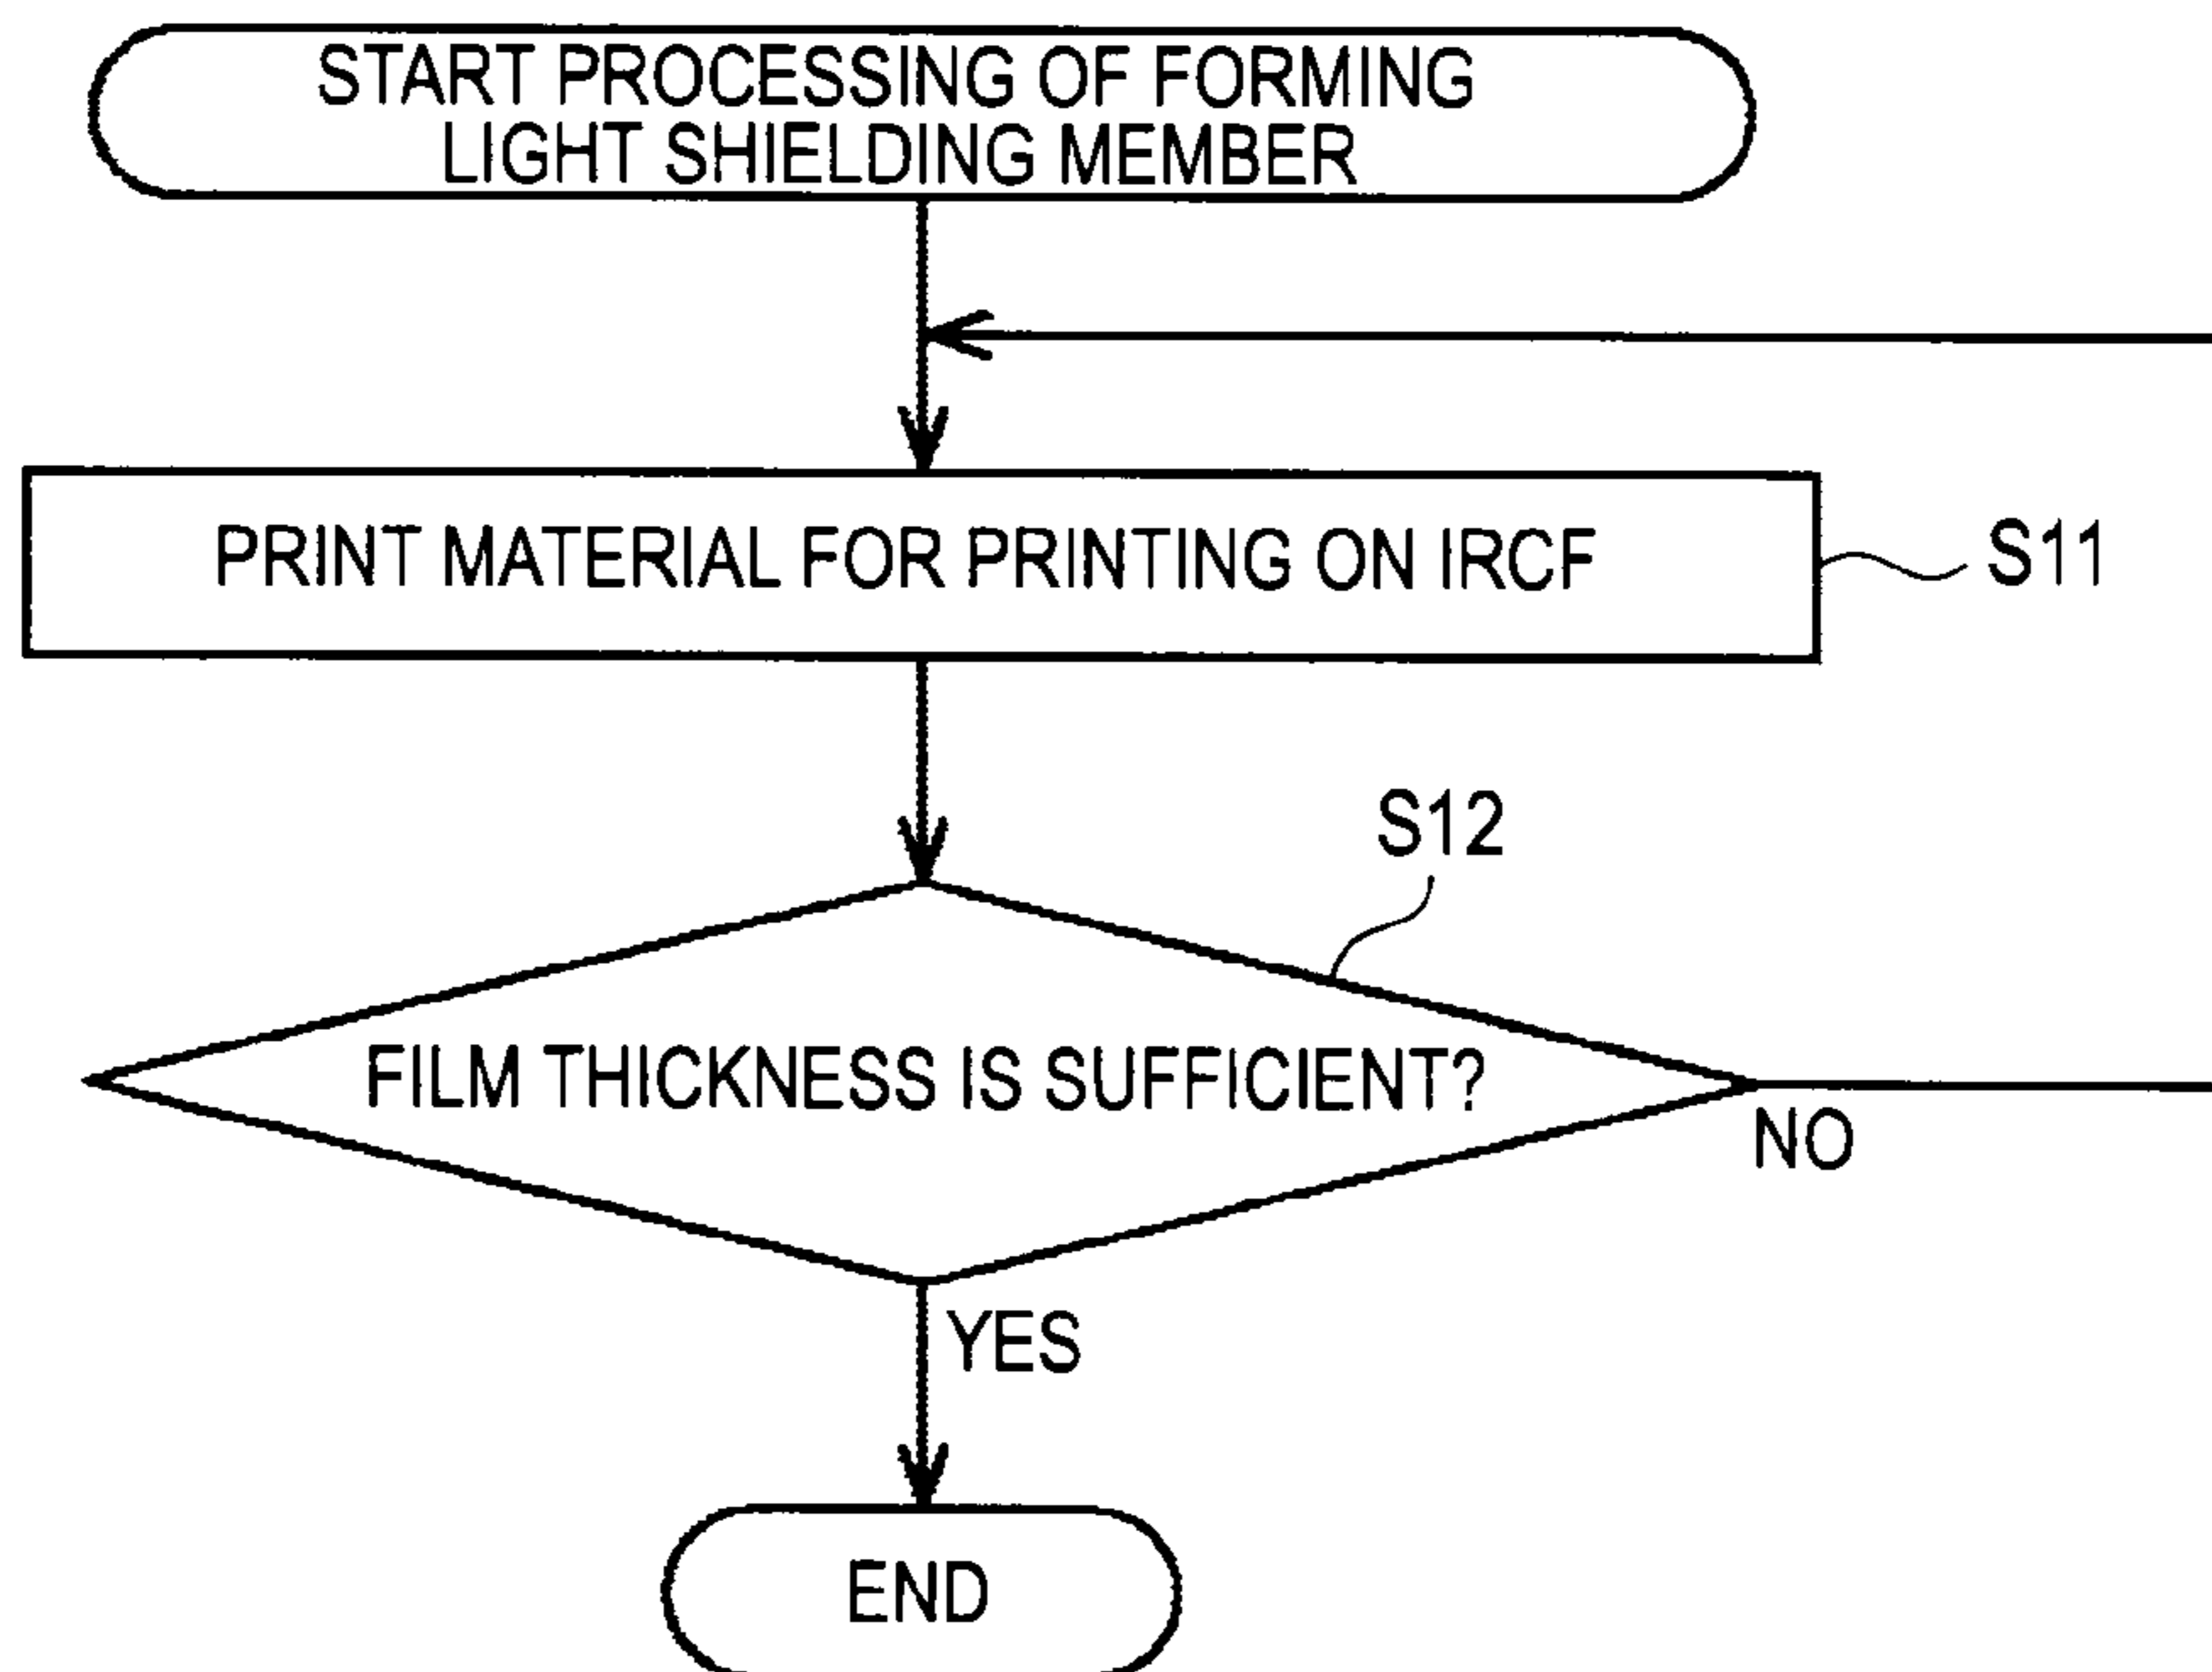 START PROCESSING OF FORMING
LIGHT SHIELDING MEMBER
PRINT MATERIAL FOR PRINTING ON IRCF
S11
S12
FILM THICKNESS IS SUFFICIENT?
NO
YES
END